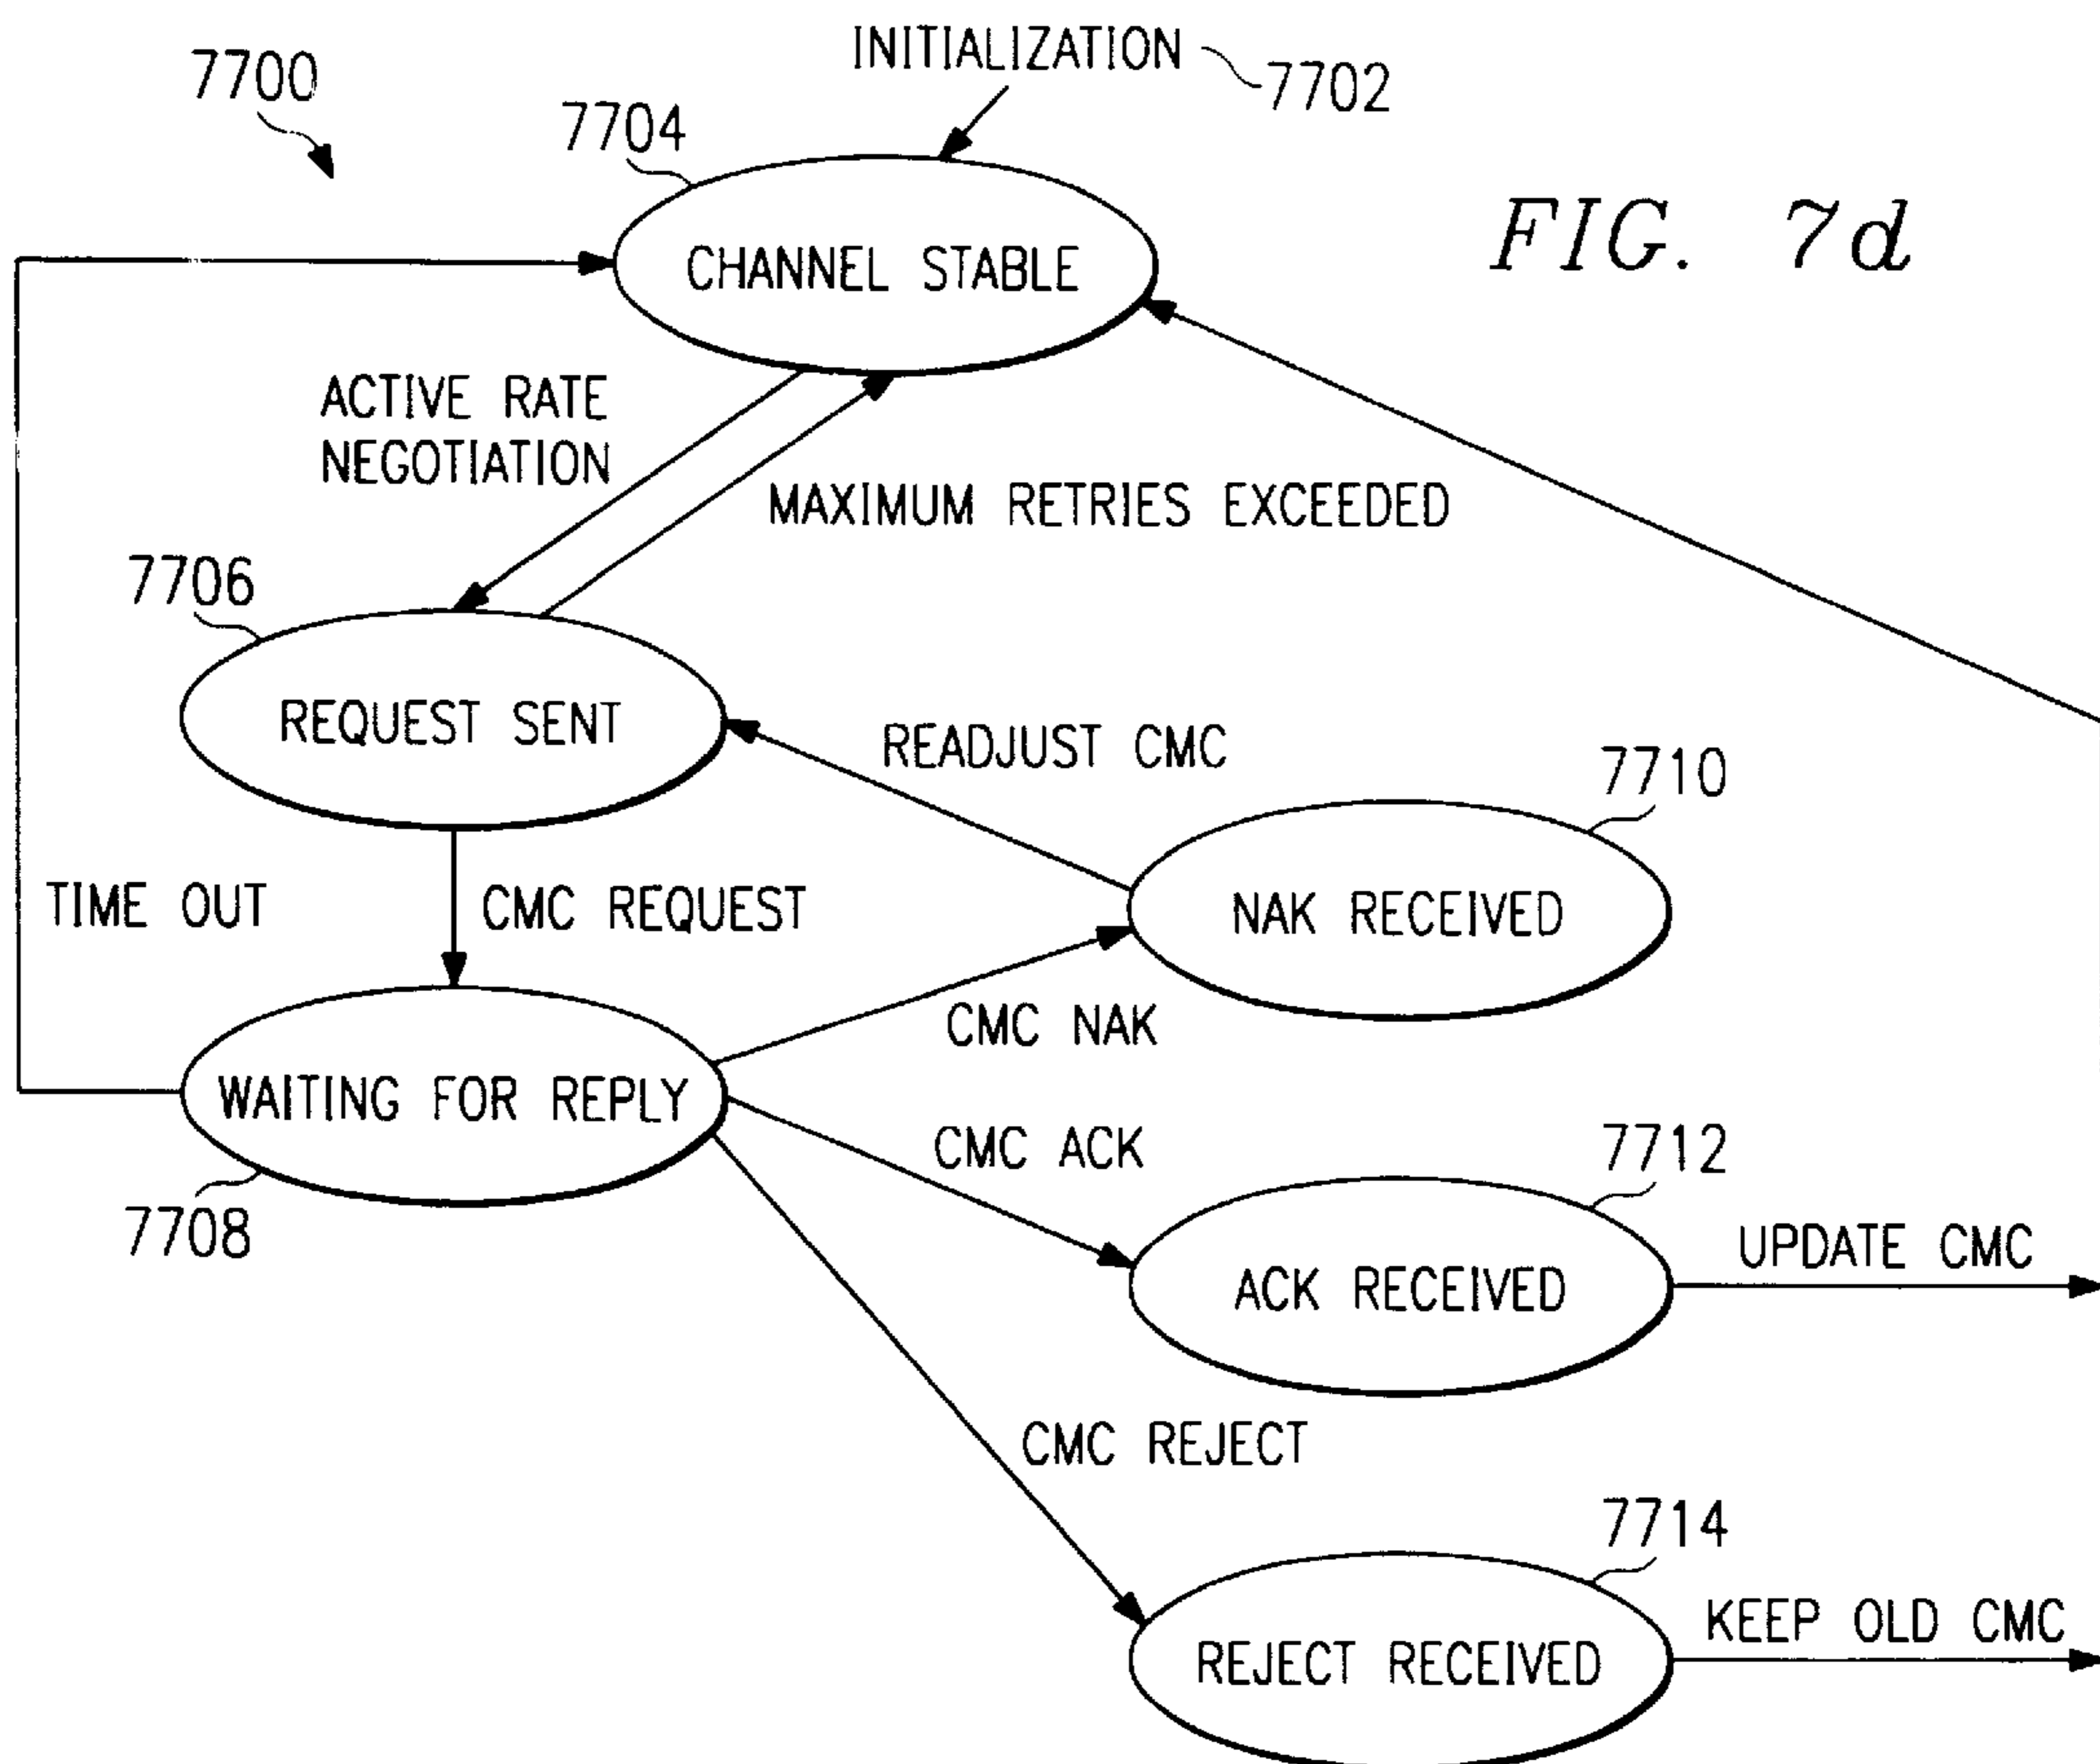 INITIALIZATION
7702
7700
7704
CHANNEL STABLE
FIG. 7d
ACTIVE RATE
NEGOTIATION
MAXIMUM RETRIES EXCEEDED
7706
REQUEST SENT
READJUST CMC
7710
NAK RECEIVED
TIME OUT
CMC REQUEST
CMC NAK
WAITING FOR REPLY
7708
CMC ACK
7712
ACK RECEIVED
UPDATE CMC
CMC REJECT
7714
REJECT RECEIVED
KEEP OLD CMC